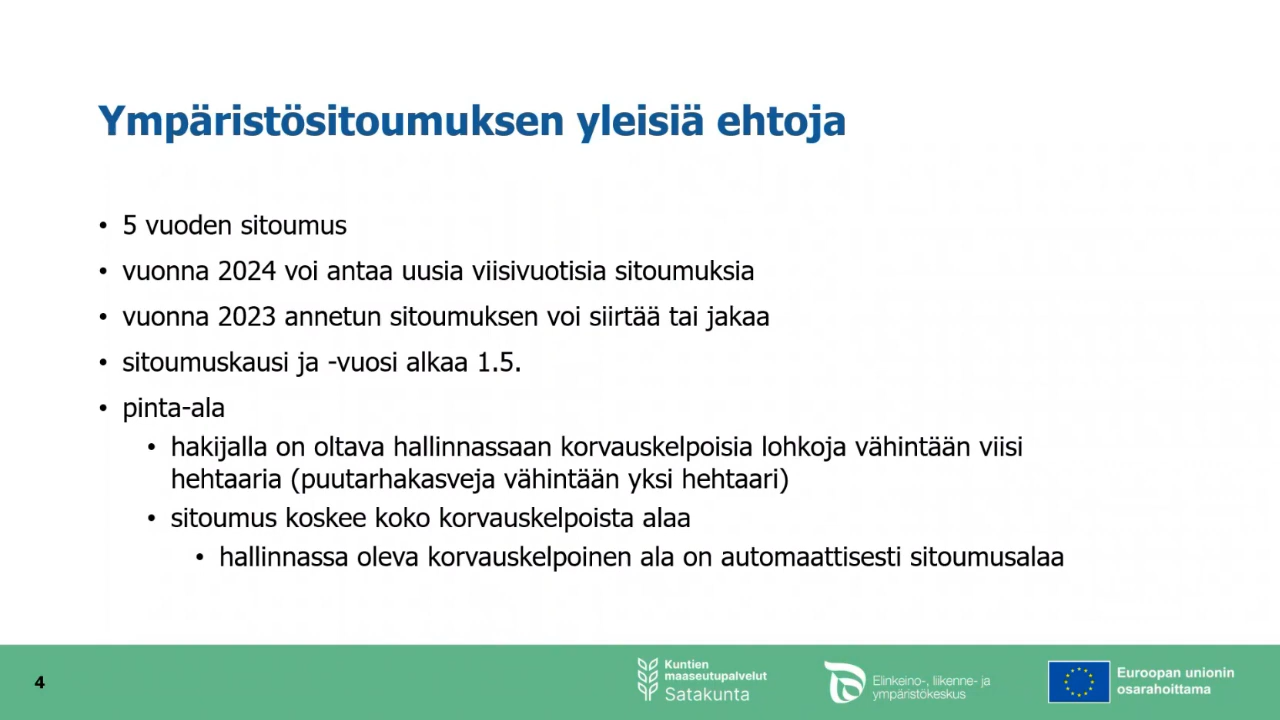 Ympäristösitoumuksen yleisiä ehtoja
• 5 vuoden sitoumus
• vuonna 2024 voi antaa uusia viisivuotisia sitoumuksia
• vuonna 2023 annetun sitoumuksen voi siirtää tai jakaa
• sitoumuskausi ja -vuosi alkaa 1.5.
• pinta-ala
• hakijalla on oltava hallinnassaan korvauskelpoisia lohkoja vähintään viisi
hehtaaria (puutarhakasveja vähintään yksi hehtaari)
• sitoumus koskee koko korvauskelpoista alaa
• hallinnassa oleva korvauskelpoinen ala on automaattisesti sitoumusalaa
4
Kuntien
maaseutupalvelut
Satakunta
Elinkeino-, liikenne- ja
ympäristökeskus
Euroopan unionin
osarahoittama